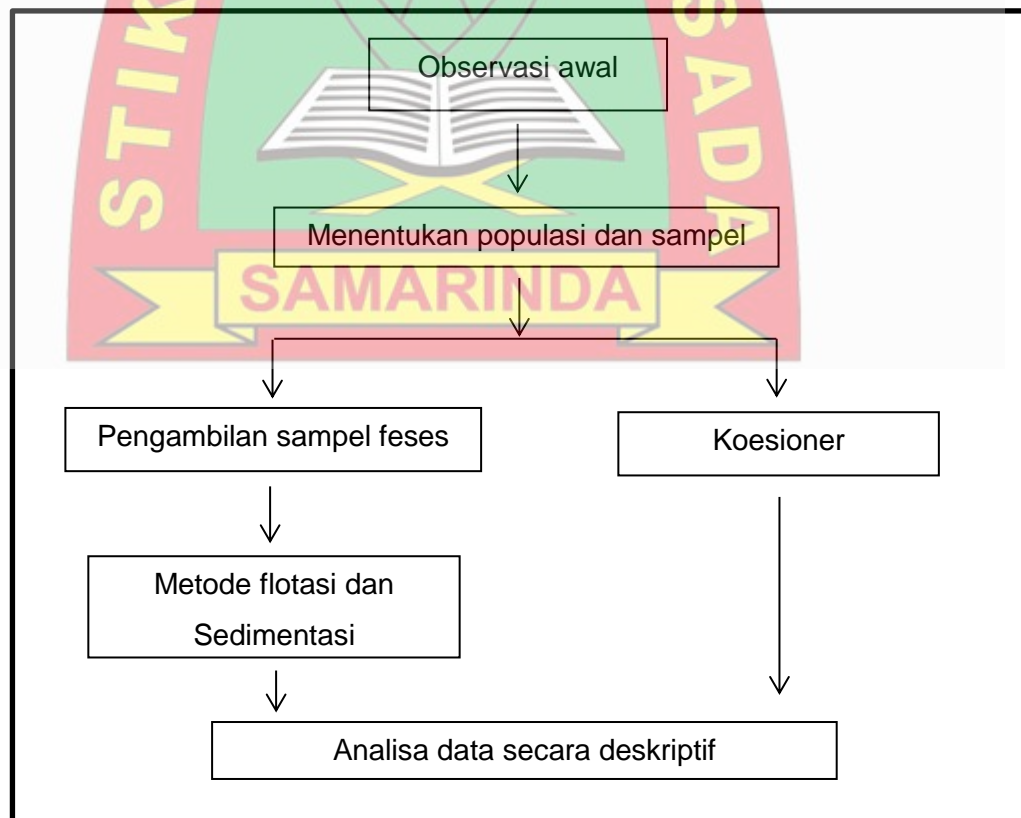 STIK
SADA
SAMARINDA
Observasi awal
Menentukan populasi dan sampel
Pengambilan sampel feses
Koesioner
Metode flotasi dan
Sedimentasi
Analisa data secara deskriptif